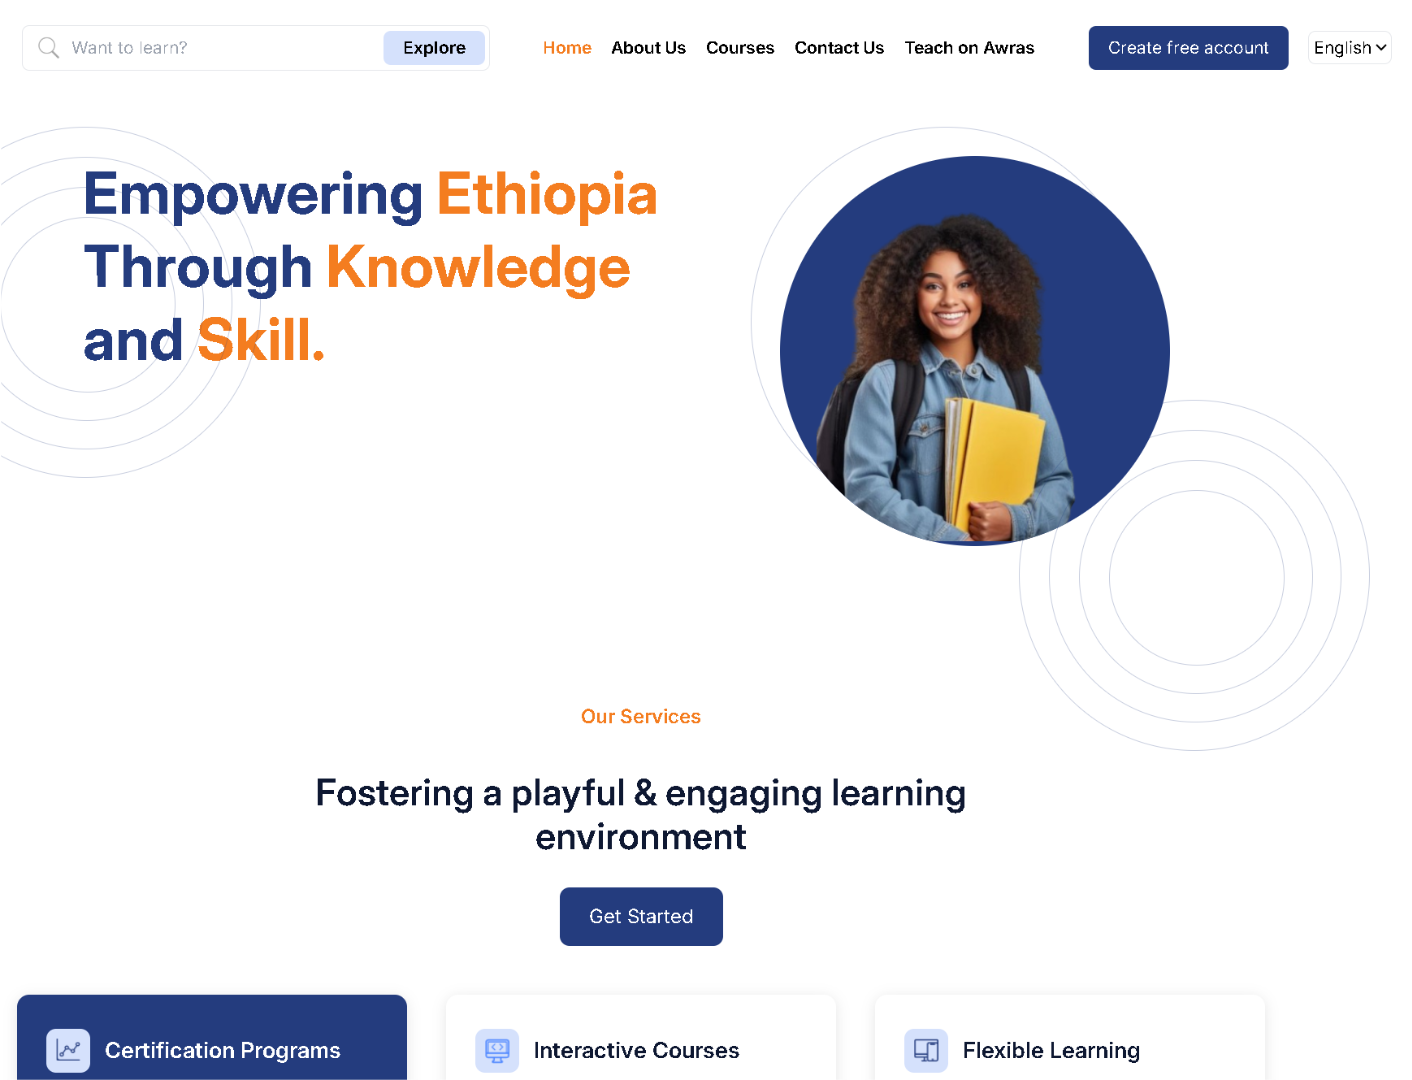 Want to learn?
Explore
Home
About Us
Courses
Contact Us
Teach on Awras
Create free account
English
Empowering Ethiopia
Through Knowledge
and Skill.
Our Services
Fostering a playful & engaging learning
environment
Get Started
Certification Programs
Interactive Courses
Flexible Learning